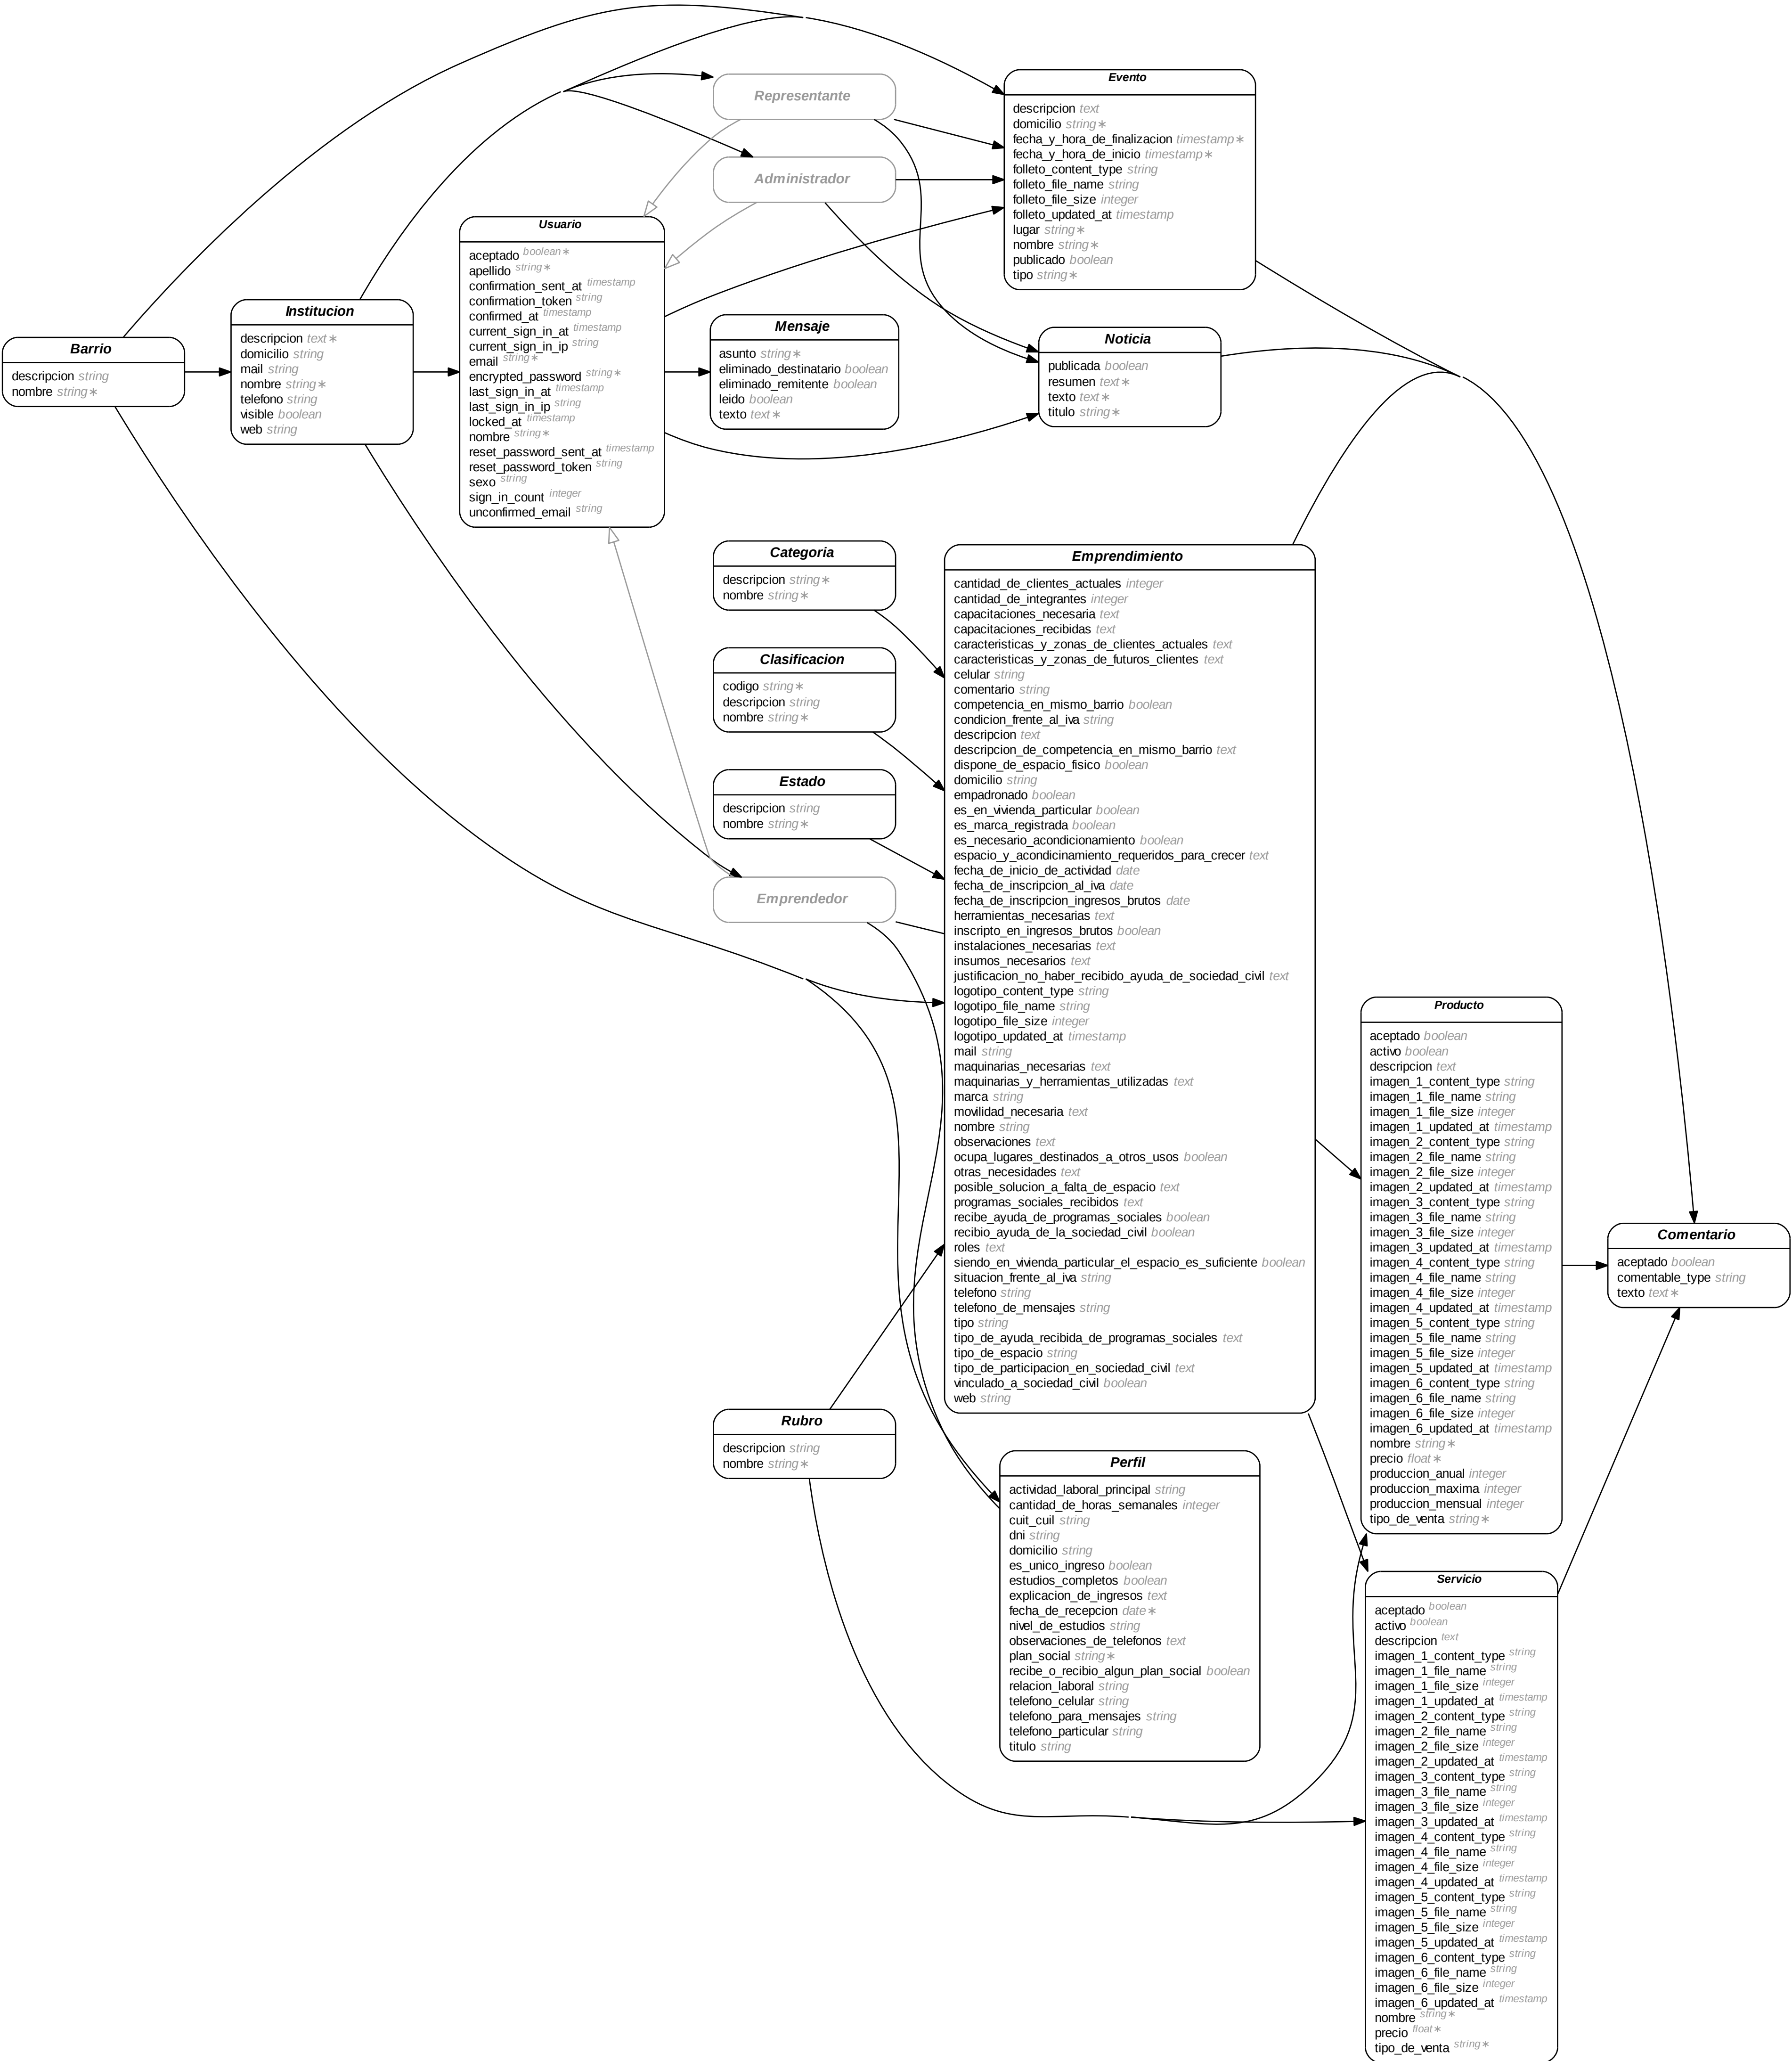 Representante
Administrador
Evento
descripcion text
domicilio string∗
fecha_y_hora_de_finalizacion timestamp∗
fecha_y_hora_de_inicio timestamp∗
folleto_content_type string
folleto_file_name string
folleto_file_size integer
folleto_updated_at timestamp
lugar string∗
nombre string∗
publicado boolean
tipo string∗
Usuario
aceptado boolean∗
apellido string∗
confirmation_sent_at timestamp
confirmation_token string
confirmed_at timestamp
current_sign_in_at timestamp
current_sign_in_ip string
email string∗
encrypted_password string∗
last_sign_in_at timestamp
last_sign_in_ip string
locked_at timestamp
nombre string∗
reset_password_sent_at timestamp
reset_password_token string
sexo string
sign_in_count integer
unconfirmed_email string
Institucion
descripcion text∗
domicilio string
mail string
nombre string∗
telefono string
visible boolean
web string
Barrio
descripcion string
nombre string∗
Mensaje
asunto string∗
eliminado_destinatario boolean
eliminado_remitente boolean
leido boolean
texto text∗
Noticia
publicada boolean
resumen text∗
texto text∗
titulo string∗
Categoria
descripcion string∗
nombre string∗
Clasificacion
codigo string∗
descripcion string
nombre string∗
Estado
descripcion string
nombre string∗
Emprendedor
Emprendimiento
cantidad_de_clientes_actuales integer
cantidad_de_integrantes integer
capacitaciones_necesaria text
capacitaciones_recibidas text
caracteristicas_y_zonas_de_clientes_actuales text
caracteristicas_y_zonas_de_futuros_clientes text
celular string
comentario string
competencia_en_mismo_barrio boolean
condicion_frente_al_iva string
descripcion text
descripcion_de_competencia_en_mismo_barrio text
dispone_de_espacio_fisico boolean
domicilio string
empadronado boolean
es_en_vivienda_particular boolean
es_marca_registrada boolean
es_necesario_acondicionamiento boolean
espacio_y_acondicinamiento_requeridos_para_crecer text
fecha_de_inicio_de_actividad date
fecha_de_inscripcion_al_iva date
fecha_de_inscripcion_ingresos_brutos date
herramientas_necesarias text
inscripto_en_ingresos_brutos boolean
instalaciones_necesarias text
insumos_necesarios text
justificacion_no_haber_recibido_ayuda_de_sociedad_civil text
logotipo_content_type string
logotipo_file_name string
logotipo_file_size integer
logotipo_updated_at timestamp
mail string
maquinarias_necesarias text
maquinarias_y_herramientas_utilizadas text
marca string
movilidad_necesaria text
nombre string
observaciones text
ocupa_lugares_destinados_a_otros_usos boolean
otras_necesidades text
posible_solucion_a_falta_de_espacio text
programas_sociales_recibidos text
recibe_ayuda_de_programas_sociales boolean
recibio_ayuda_de_la_sociedad_civil boolean
roles text
siendo_en_vivienda_particular_el_espacio_es_suficiente boolean
situacion_frente_al_iva string
telefono string
telefono_de_mensajes string
tipo string
tipo_de_ayuda_recibida_de_programas_sociales text
tipo_de_espacio string
tipo_de_participacion_en_sociedad_civil text
vinculado_a_sociedad_civil boolean
web string
Producto
aceptado boolean
activo boolean
descripcion text
imagen_1_content_type string
imagen_1_file_name string
imagen_1_file_size integer
imagen_1_updated_at timestamp
imagen_2_content_type string
imagen_2_file_name string
imagen_2_file_size integer
imagen_2_updated_at timestamp
imagen_3_content_type string
imagen_3_file_name string
imagen_3_file_size integer
imagen_3_updated_at timestamp
imagen_4_content_type string
imagen_4_file_name string
imagen_4_file_size integer
imagen_4_updated_at timestamp
imagen_5_content_type string
imagen_5_file_name string
imagen_5_file_size integer
imagen_5_updated_at timestamp
imagen_6_content_type string
imagen_6_file_name string
imagen_6_file_size integer
imagen_6_updated_at timestamp
nombre string∗
precio float∗
produccion_anual integer
produccion_maxima integer
produccion_mensual integer
tipo_de_venta string∗
Comentario
aceptado boolean
comentable_type string
texto text∗
Rubro
descripcion string
nombre string∗
Perfil
actividad_laboral_principal string
cantidad_de_horas_semanales integer
cuit_cuil string
dni string
domicilio string
es_unico_ingreso boolean
estudios_completos boolean
explicacion_de_ingresos text
fecha_de_recepcion date∗
nivel_de_estudios string
observaciones_de_telefonos text
plan_social string∗
recibe_o_recibio_algun_plan_social boolean
relacion_laboral string
telefono_celular string
telefono_para_mensajes string
telefono_particular string
titulo string
Servicio
aceptado boolean
activo boolean
descripcion text
imagen_1_content_type string
imagen_1_file_name string
imagen_1_file_size integer
imagen_1_updated_at timestamp
imagen_2_content_type string
imagen_2_file_name string
imagen_2_file_size integer
imagen_2_updated_at timestamp
imagen_3_content_type string
imagen_3_file_name string
imagen_3_file_size integer
imagen_3_updated_at timestamp
imagen_4_content_type string
imagen_4_file_name string
imagen_4_file_size integer
imagen_4_updated_at timestamp
imagen_5_content_type string
imagen_5_file_name string
imagen_5_file_size integer
imagen_5_updated_at timestamp
imagen_6_content_type string
imagen_6_file_name string
imagen_6_file_size integer
imagen_6_updated_at timestamp
nombre string∗
precio float∗
tipo_de_venta string∗